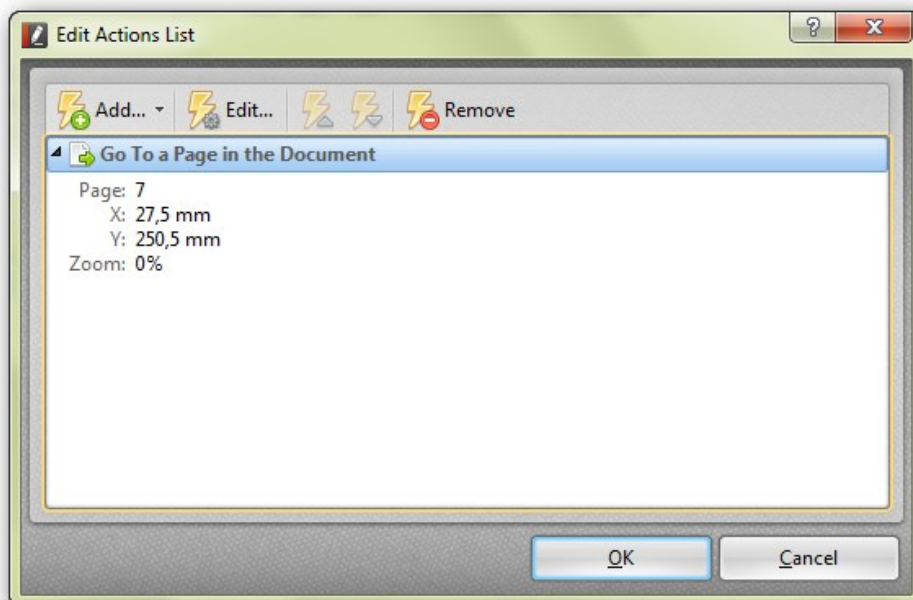 Edit Actions List
Add... Edit... Remove
Go To a Page in the Document
Page: 7
X: 27,5 mm
Y: 250,5 mm
Zoom: 0%
OK Cancel